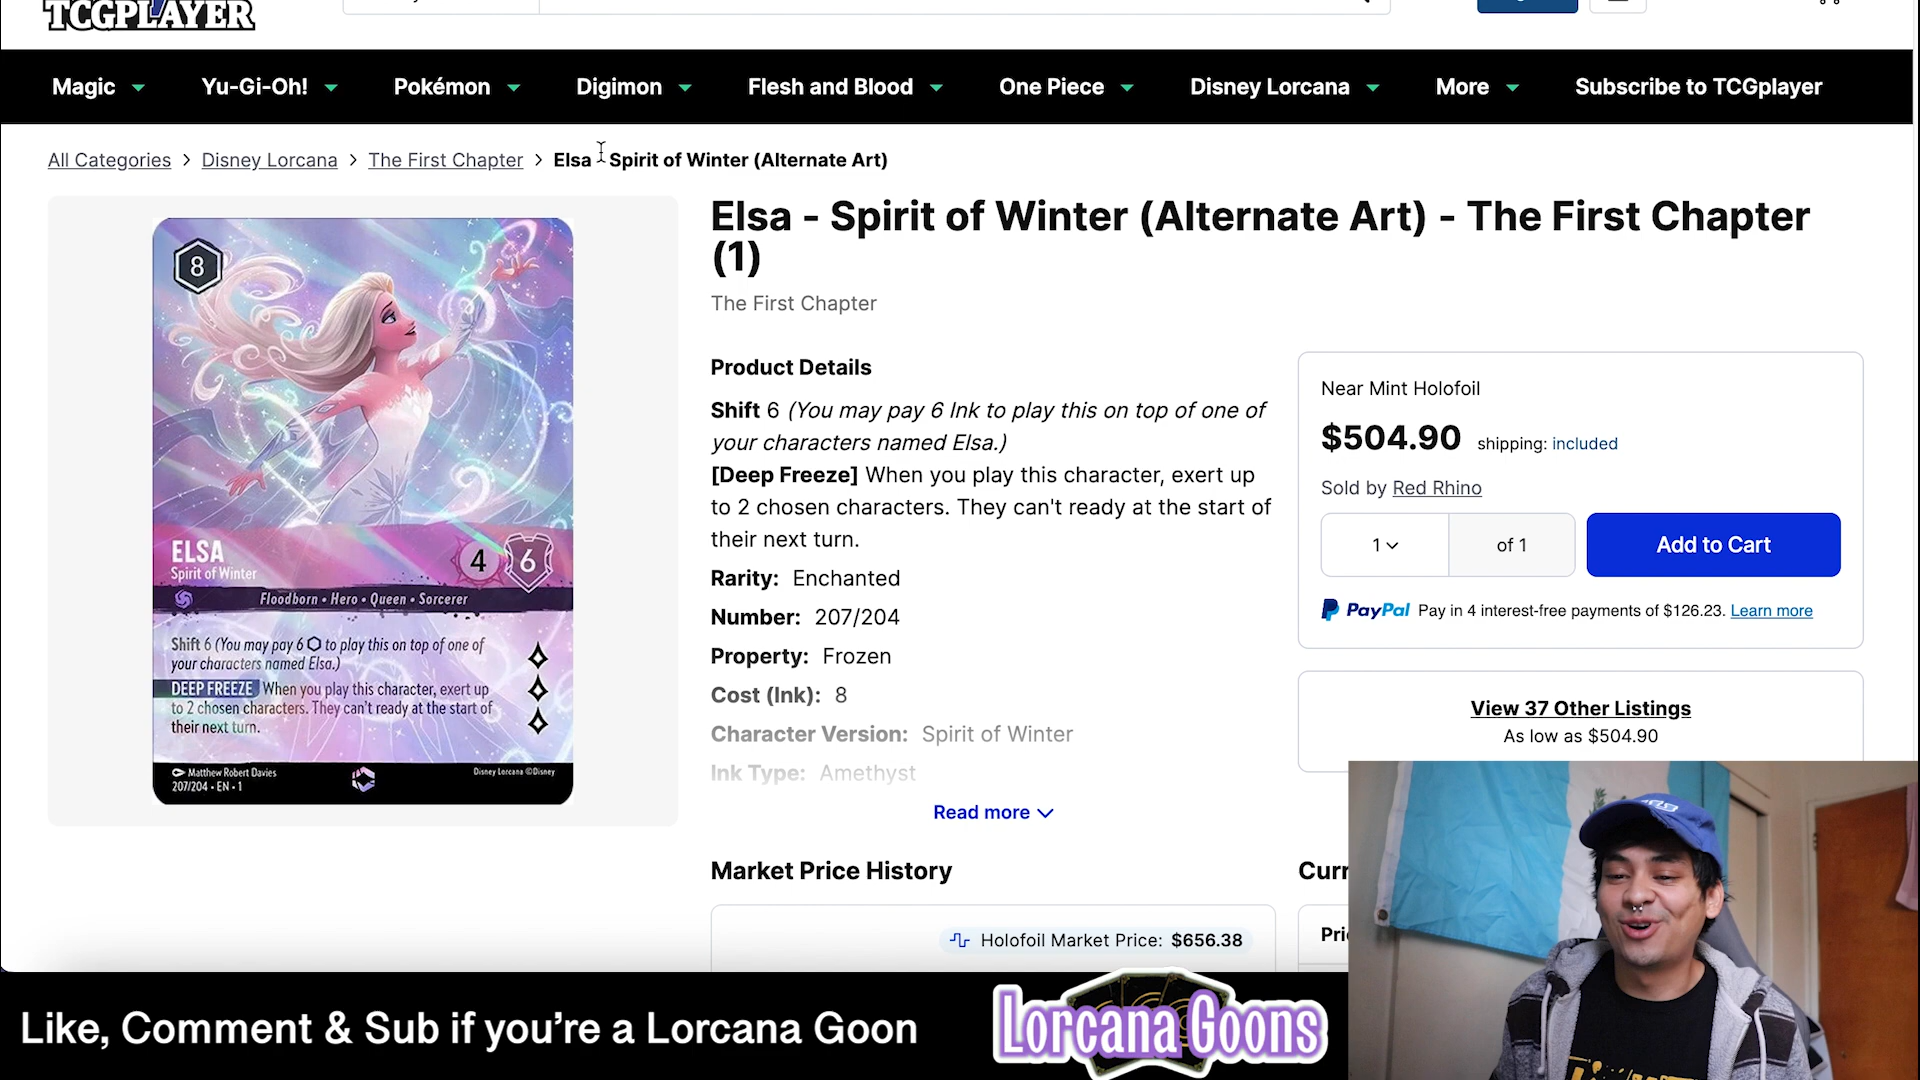 TCGPLAYER
Magic
Yu-Gi-Oh!
Pokémon
Digimon
Flesh and Blood
One Piece
Disney Lorcana
More
Subscribe to TCGplayer
All Categories > Disney Lorcana > The First Chapter > Elsa Spirit of Winter (Alternate Art)
8
ELSA
Spirit of Winter
4
6
Floodborn • Hero • Queen • Sorcerer
Shift 6 (You may pay 6 to play this on top of one of
your characters named Elsa.)
DEEP FREEZE When you play this character, exert up
to 2 chosen characters. They can't ready at the start of
their next turn.
Matthew Robert Davies
207/204 • EN • 1
Disney Lorcana ©Disney
Elsa - Spirit of Winter (Alternate Art) - The First Chapter
(1)
The First Chapter
Product Details
Shift 6 (You may pay 6 Ink to play this on top of one of
your characters named Elsa.)
[Deep Freeze] When you play this character, exert up
to 2 chosen characters. They can't ready at the start of
their next turn.
Rarity: Enchanted
Number: 207/204
Property: Frozen
Cost (Ink): 8
Character Version: Spirit of Winter
Ink Type: Amethyst
Read more
Near Mint Holofoil
$504.90 shipping: included
Sold by Red Rhino
1
of 1
Add to Cart
PayPal Pay in 4 interest-free payments of $126.23. Learn more
View 37 Other Listings
As low as $504.90
Market Price History
Holofoil Market Price: $656.38
Curr
Pri
Like, Comment & Sub if you’re a Lorcana Goon
Lorcana Goons